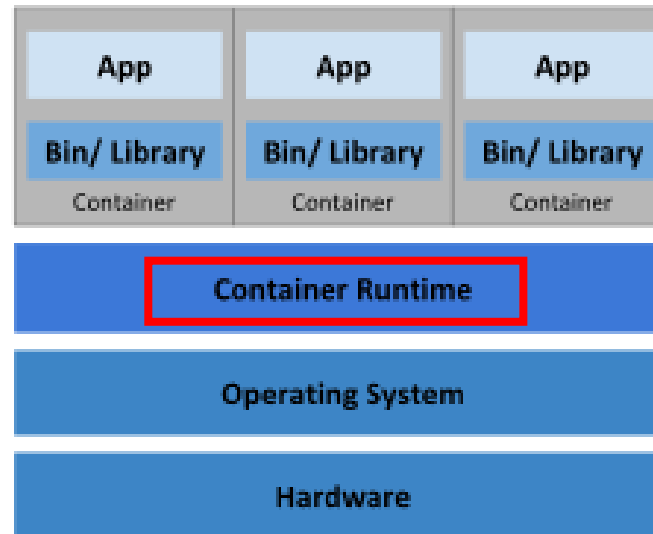 App App App
Bin/ Library Bin/ Library Bin/ Library
Container Container Container
Container Runtime
Operating System
Hardware